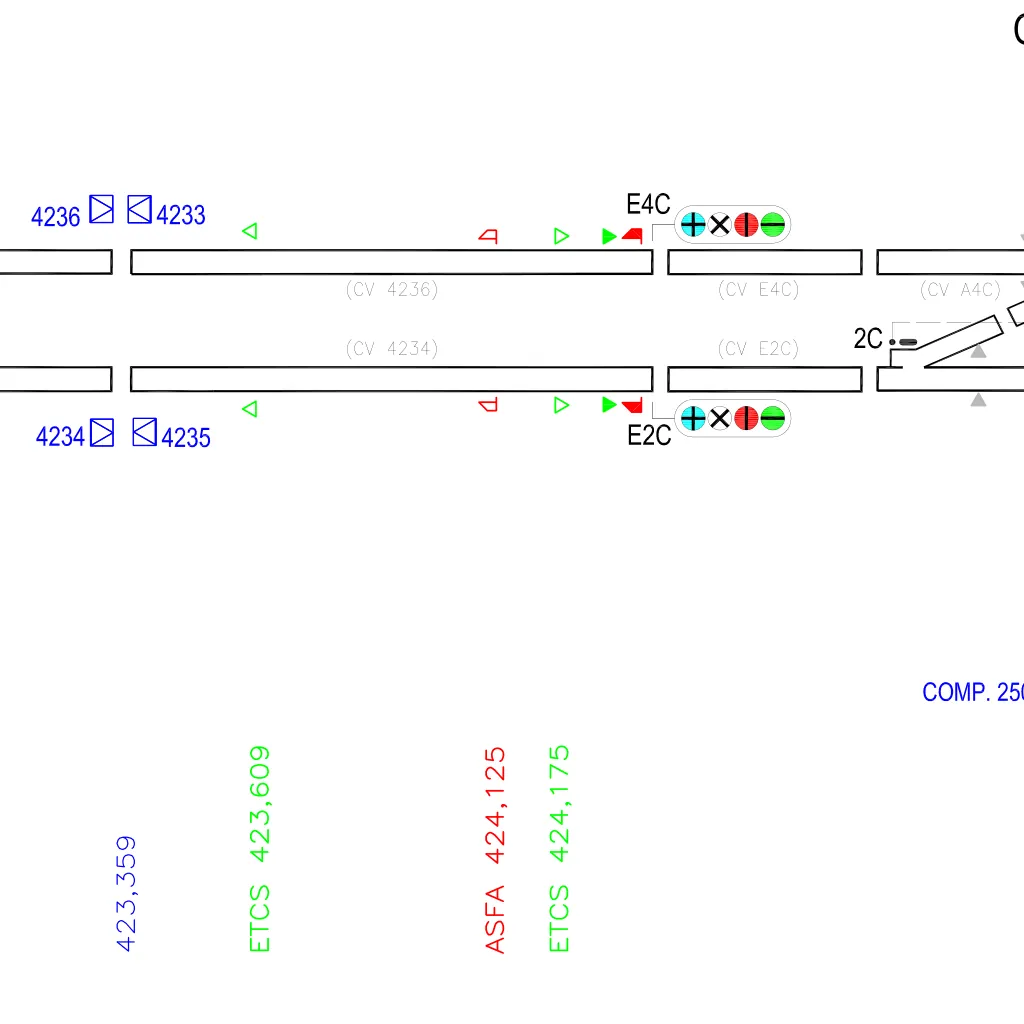 4236
4233
E4C
(CV 4236)
(CV E4C)
(CV A4C)
2C
(CV 4234)
(CV E2C)
4234
4235
E2C
COMP. 250
423,359
ETCS 423,609
ASFA 424,125
ETCS 424,175